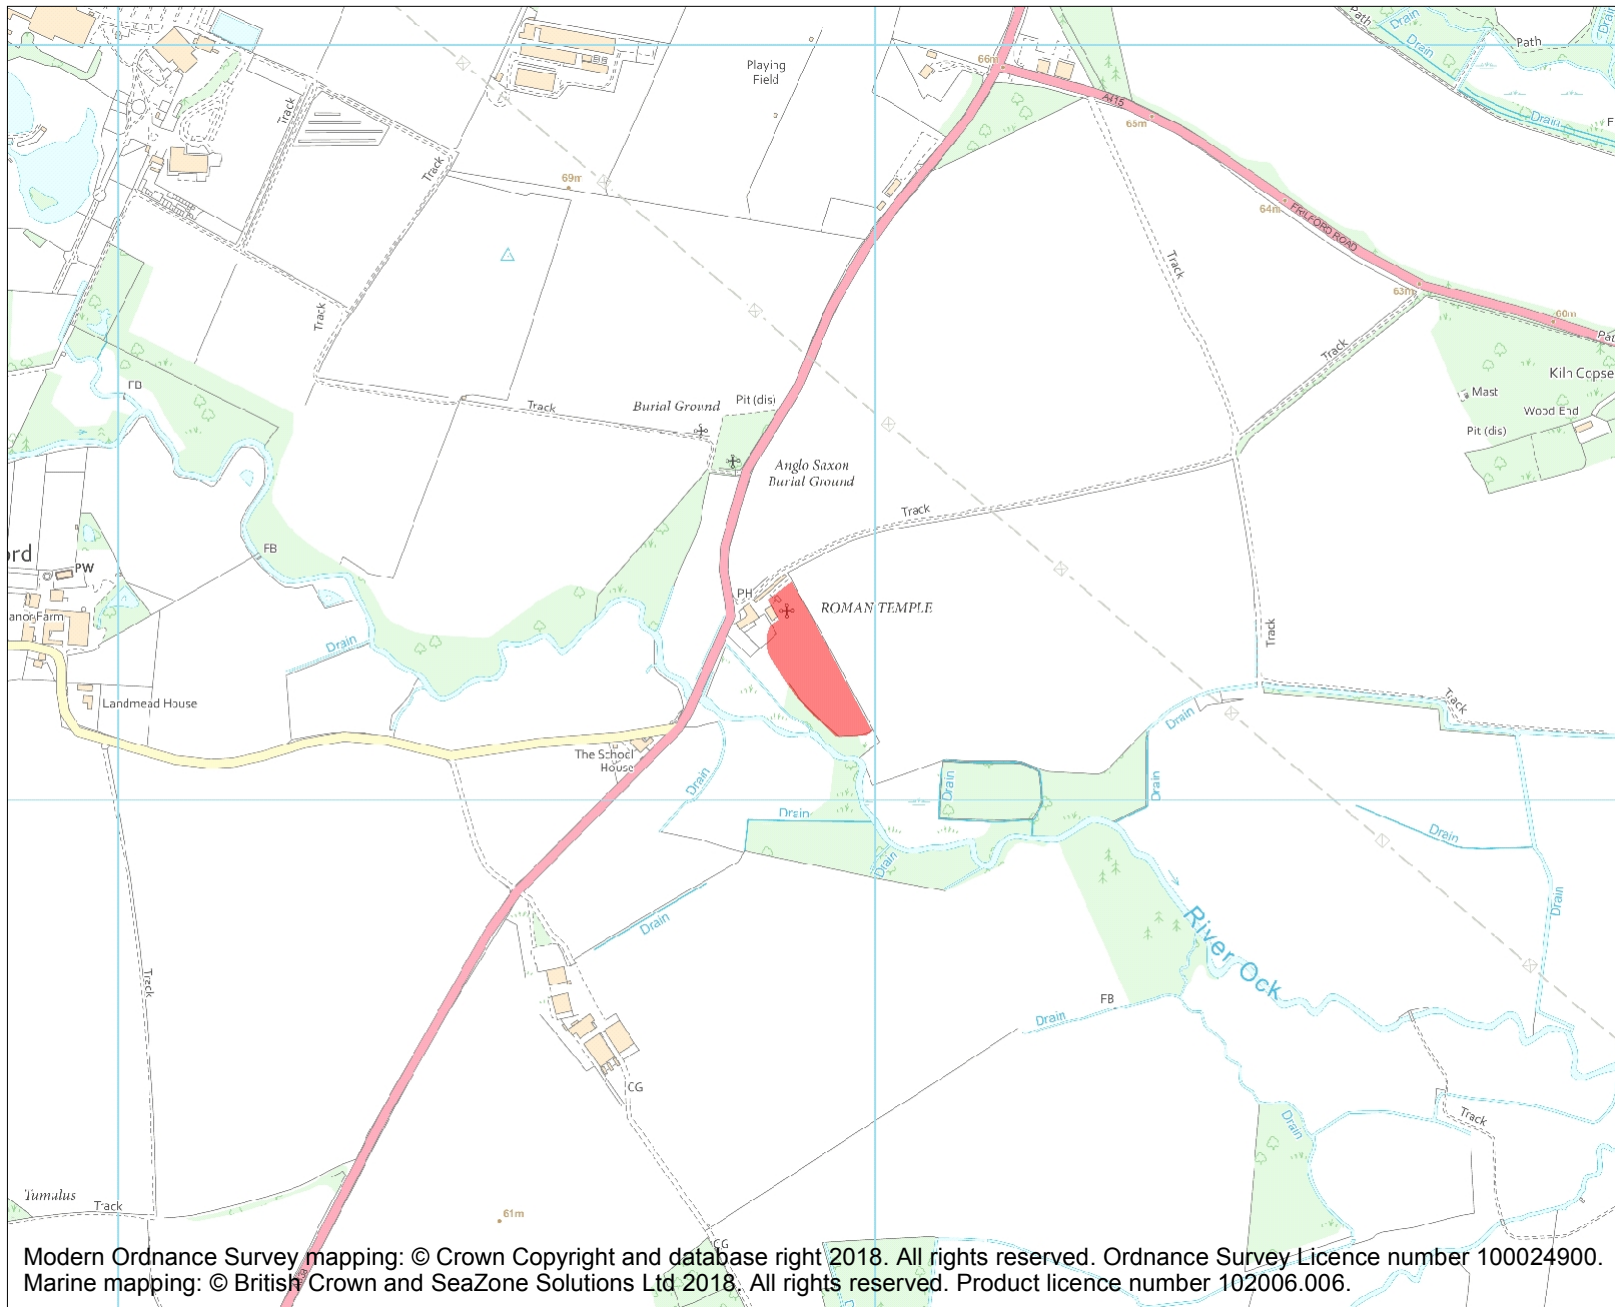 Path
Drain
Drain
Path
Drain
Playing
Field
66m
A415
65m
Track
Track
69m
64m
FRILFORD ROAD
Track
63m
60m
Track
Track
Kiln Copse
Mast
Wood End
Pit (dis)
Track
Burial Ground
Pit (dis)
Anglo Saxon
Burial Ground
Track
FB
ord
PW
PH
ROMAN TEMPLE
Manor Farm
Drain
Track
Landmead House
Drain
Track
The School
House
Drain
Drain
Drain
Drain
Drain
Drain
Drain
Drain
River Ock
Track
FB
Drain
CG
Track
Drain
Tumulus
Track
61m
CG
Drain
Modern Ordnance Survey mapping: © Crown Copyright and database right 2018. All rights reserved. Ordnance Survey Licence number 100024900.
Marine mapping: © British Crown and SeaZone Solutions Ltd 2018. All rights reserved. Product licence number 102006.006.